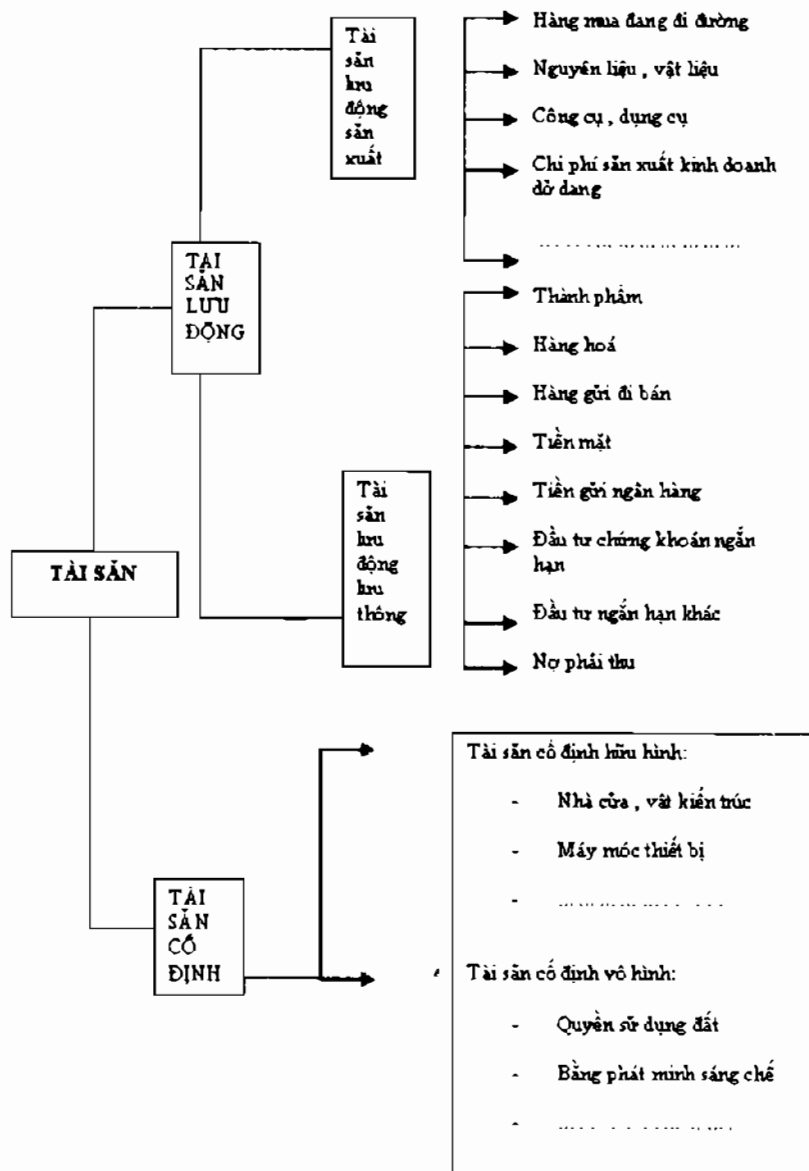 Tài
sản
lưu
động
sản
xuất
Hàng mua đang đi đường
Nguyên liệu , vật liệu
Công cụ , dụng cụ
Chi phí sản xuất kinh doanh
dở dang
..............................
TÀI
SẢN
LƯU
ĐỘNG
Thành phẩm
Hàng hoá
Hàng gửi đi bán
Tiền mặt
Tiền gửi ngân hàng
Đầu tư chứng khoán ngắn
hạn
Đầu tư ngắn hạn khác
Nợ phải thu
Tài
sản
lưu
động
lưu
thông
TÀI SẢN
TÀI
SẢN
CỐ
ĐỊNH
Tài sản cố định hữu hình:
- Nhà cửa , vật kiến trúc
- Máy móc thiết bị
- ..............................
Tài sản cố định vô hình:
- Quyền sử dụng đất
- Bằng phát minh sáng chế
- ..............................